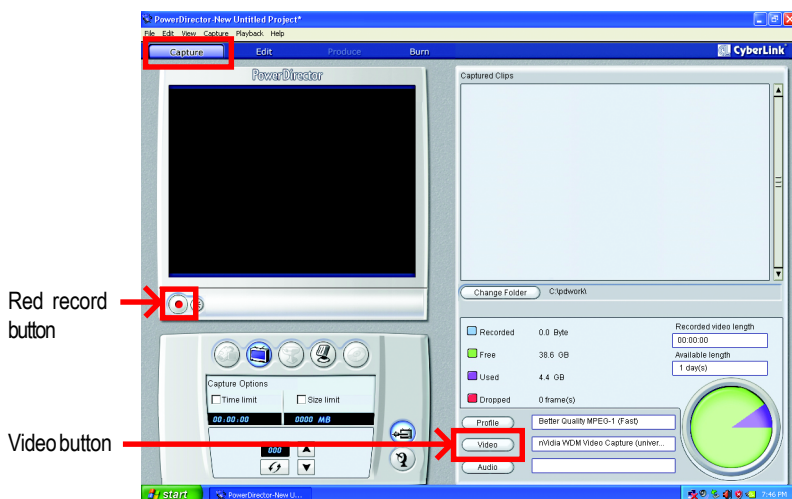 PowerDirector-New Untitled Project*
File Edit View Capture Playback Help
Capture Edit Produce Burn
CyberLink
PowerDirector
Captured Clips
Red record
button
Change Folder C:\pdwork\
Recorded 0.0 Byte
Free 38.6 GB
Used 4.4 GB
Dropped 0 frame(s)
Recorded video length
00:00:00
Available length
1 day(s)
Capture Options
Time limit Size limit
00:00:00 0000 MB
000
Video button
Profile Better Quality MPEG-1 (Fast)
Video nVidia WDM Video Capture (univer...
Audio
start PowerDirector-New U... 7:46 PM